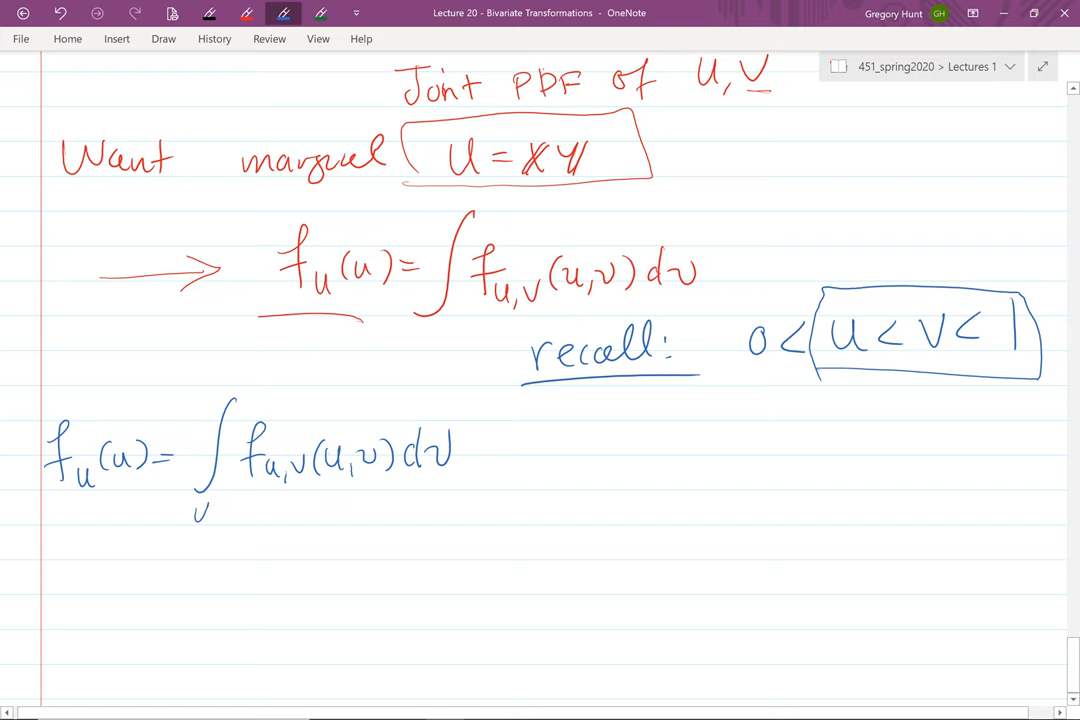 Lecture 20 - Bivariate Transformations - OneNote
Gregory Hunt GH
File Home Insert Draw History Review View Help
451_spring2020 > Lectures 1
Joint PDF of U, V
Want marginal U = XY
→ f_U(u) = ∫ f_{U,V}(u,v) dv
recall: 0 < u < v < 1
f_U(u) = ∫_V f_{U,V}(u,v) dv